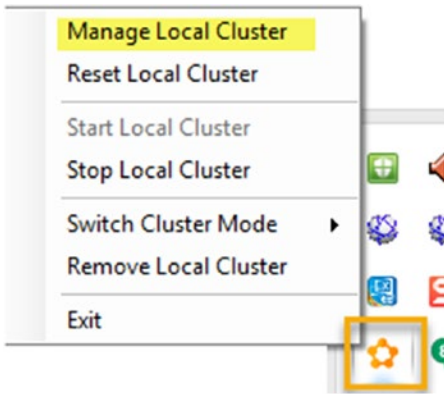 Manage Local Cluster
Reset Local Cluster
Start Local Cluster
Stop Local Cluster
Switch Cluster Mode
Remove Local Cluster
Exit